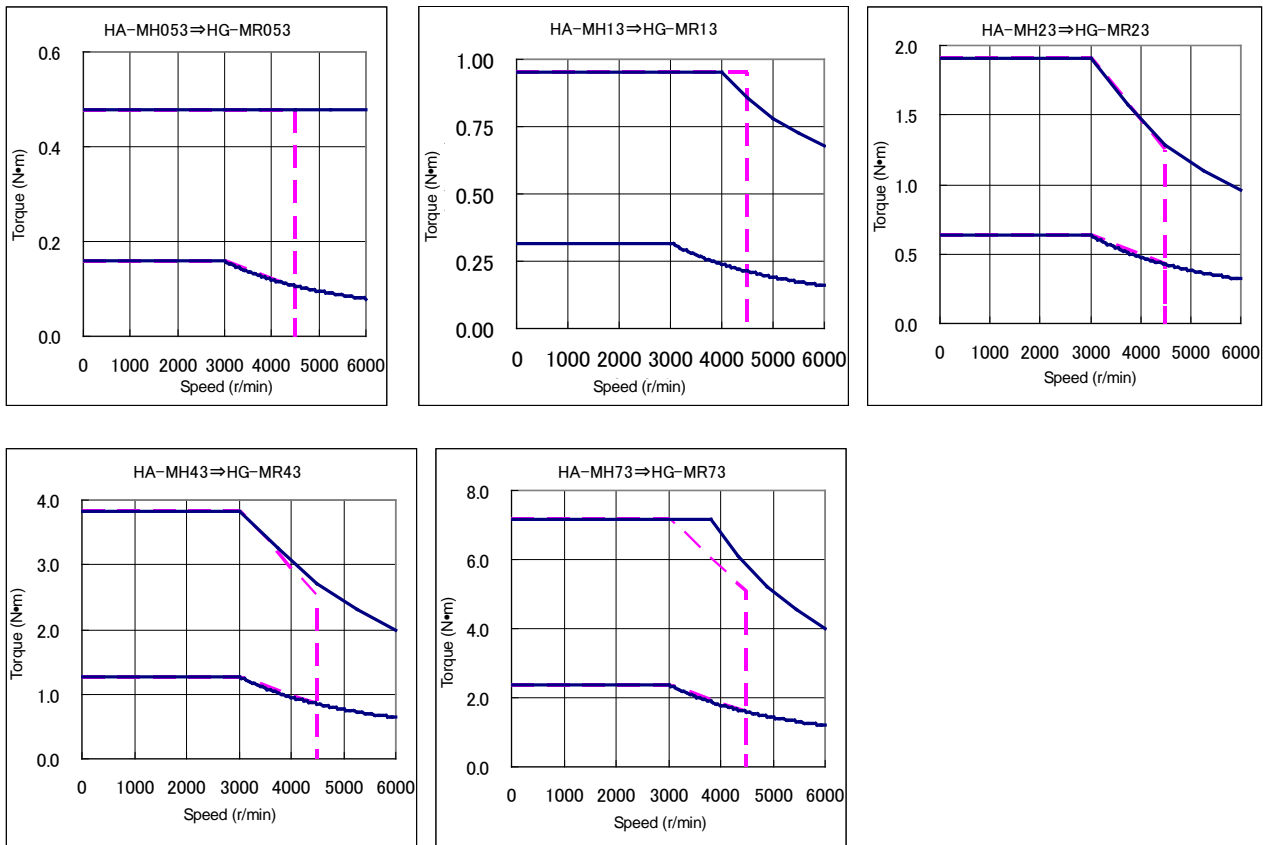 HA-MH053⇒HG-MR053
Torque (N•m)
0.6
0.4
0.2
0.0
0 1000 2000 3000 4000 5000 6000
Speed (r/min)
HA-MH13⇒HG-MR13
Torque (N•m)
1.00
0.75
0.50
0.25
0.00
0 1000 2000 3000 4000 5000 6000
Speed (r/min)
HA-MH23⇒HG-MR23
Torque (N•m)
2.0
1.5
1.0
0.5
0.0
0 1000 2000 3000 4000 5000 6000
Speed (r/min)
HA-MH43⇒HG-MR43
Torque (N•m)
4.0
3.0
2.0
1.0
0.0
0 1000 2000 3000 4000 5000 6000
Speed (r/min)
HA-MH73⇒HG-MR73
Torque (N•m)
8.0
6.0
4.0
2.0
0.0
0 1000 2000 3000 4000 5000 6000
Speed (r/min)